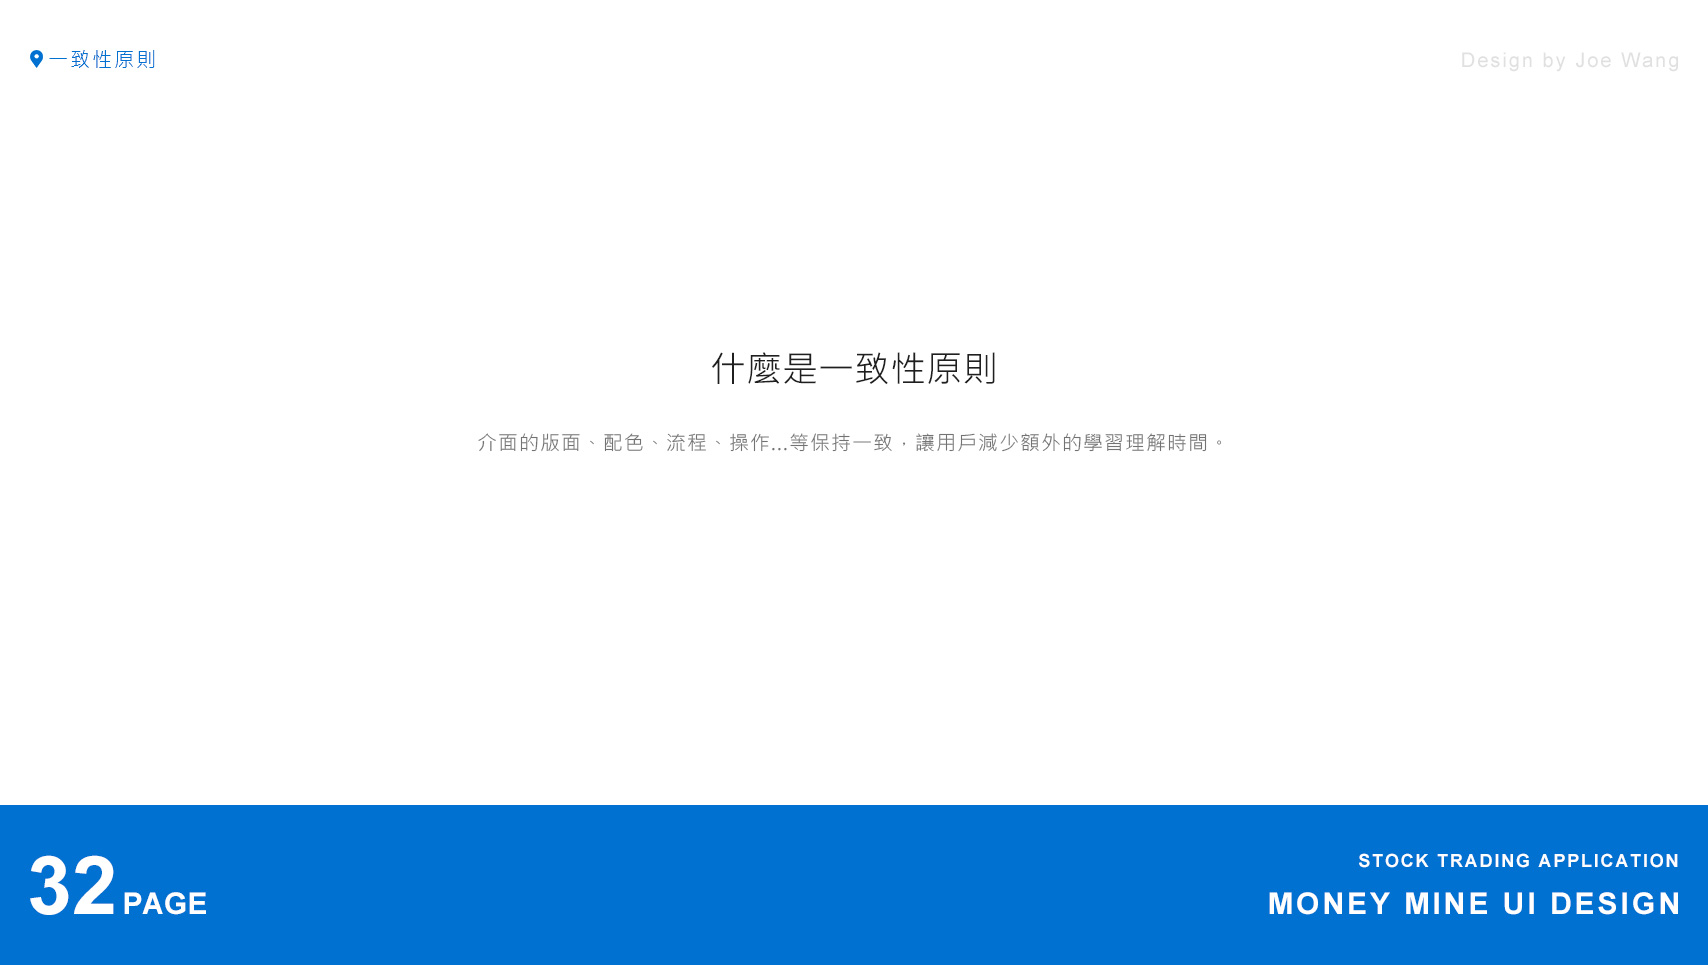 一致性原則
Design by Joe Wang
什麼是一致性原則
介面的版面、配色、流程、操作...等保持一致，讓用戶減少額外的學習理解時間。
32 PAGE
STOCK TRADING APPLICATION
MONEY MINE UI DESIGN